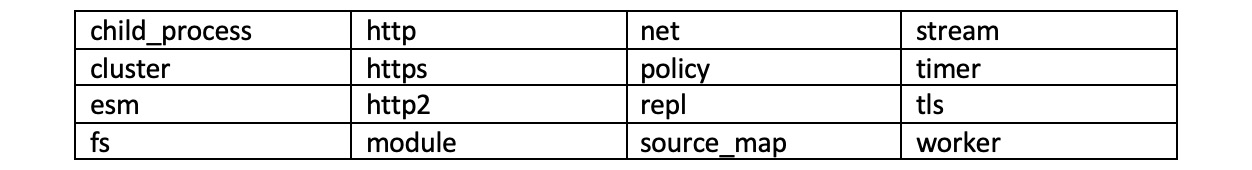 child_process http net stream
cluster https policy timer
esm http2 repl tls
fs module source_map worker